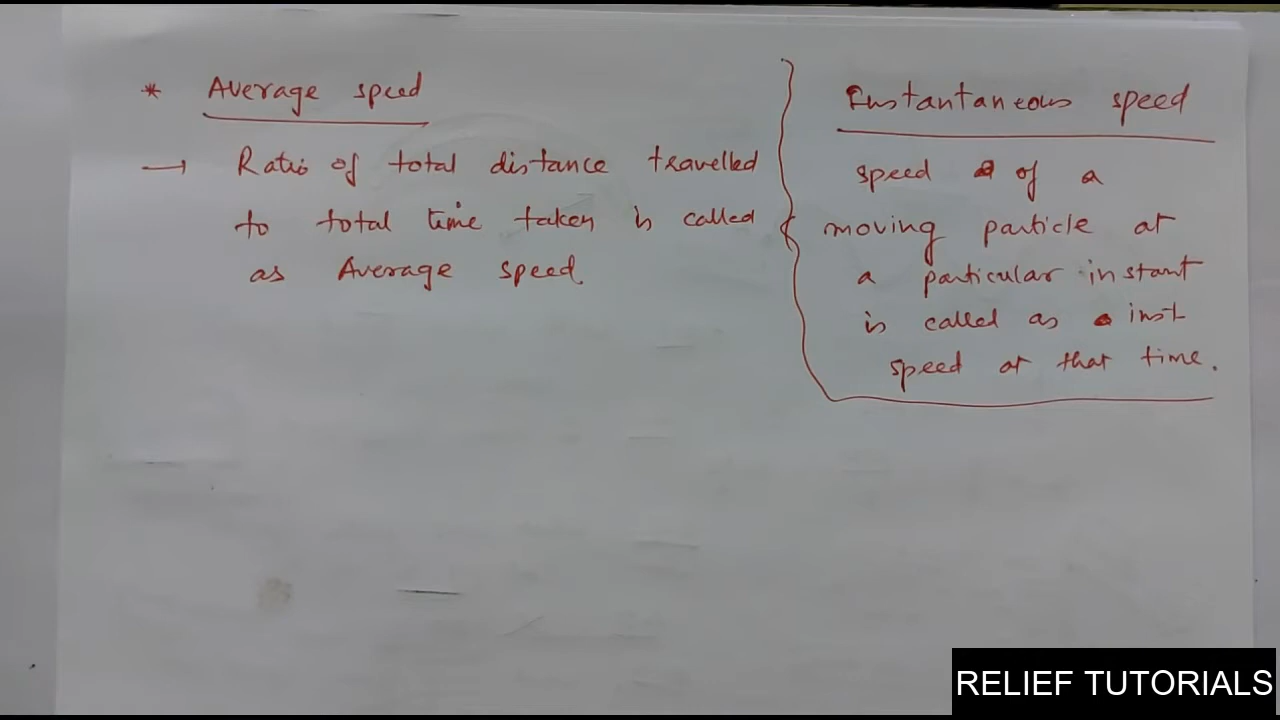 * Average speed
→ Ratio of total distance travelled
to total time taken is called
as Average speed
Instantaneous speed
speed of a
moving particle at
a particular instant
is called as inst
speed at that time.
RELIEF TUTORIALS